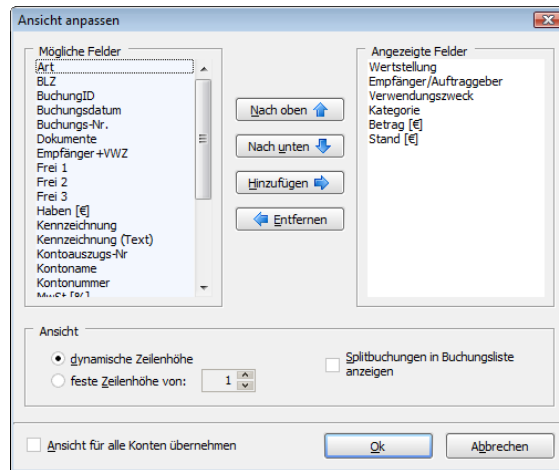 Ansicht anpassen
Mögliche Felder
Art
BLZ
BuchungID
Buchungsdatum
Buchungs-Nr.
Dokumente
Empfänger+VWZ
Frei 1
Frei 2
Frei 3
Haben [€]
Kennzeichnung
Kennzeichnung (Text)
Kontoauszugs-Nr
Kontoname
Kontonummer
MwSt [%]
Nach oben
Nach unten
Hinzufügen
Entfernen
Angezeigte Felder
Wertstellung
Empfänger/Auftraggeber
Verwendungszweck
Kategorie
Betrag [€]
Stand [€]
Ansicht
dynamische Zeilenhöhe
feste Zeilenhöhe von:
1
Splitbuchungen in Buchungsliste
anzeigen
Ansicht für alle Konten übernehmen
Ok
Abbrechen